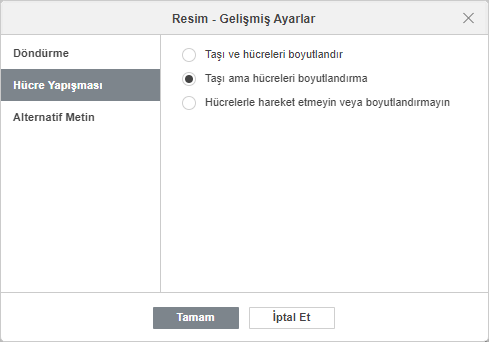 Resim - Gelişmiş Ayarlar
Döndürme
Hücre Yapışması
Alternatif Metin
Taşı ve hücreleri boyutlandır
Taşı ama hücreleri boyutlandırma
Hücrelerle hareket etmeyin veya boyutlandırmayın
Tamam
İptal Et